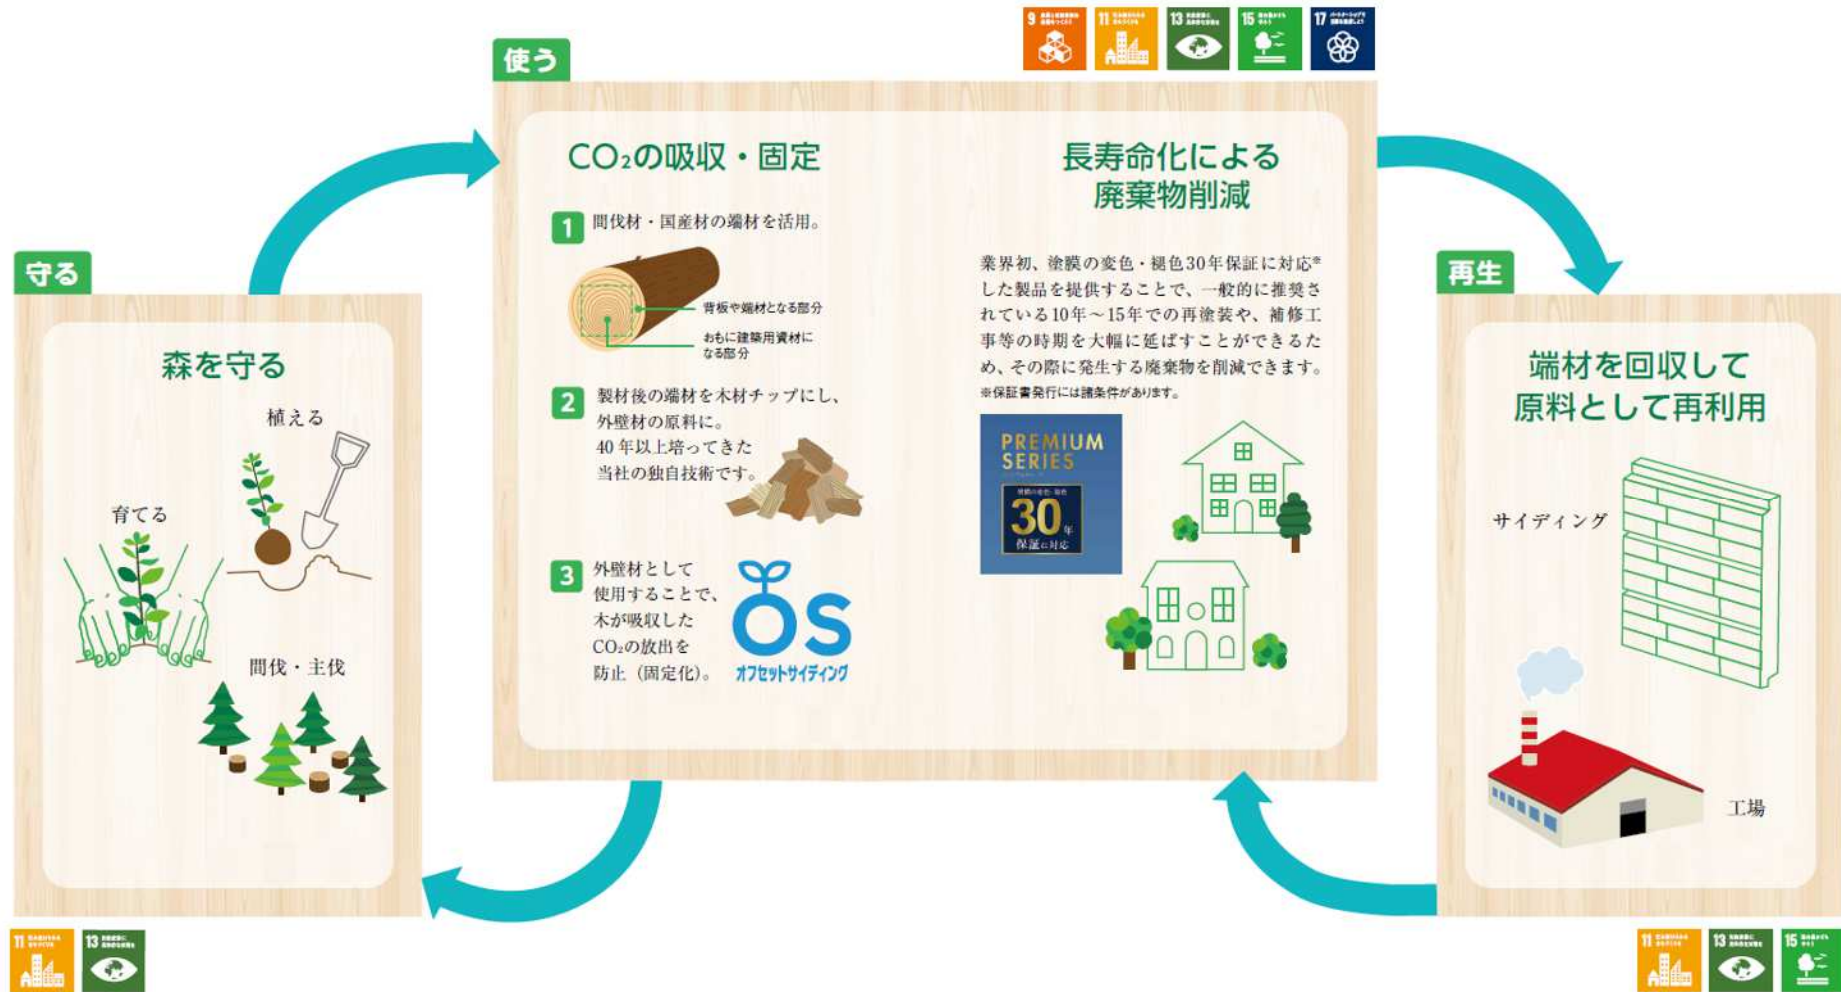 守る
森を守る
植える
育てる
間伐・主伐
11
13
使う
9
11
13
15
17
CO₂の吸収・固定
1
間伐材・国産材の端材を活用。
背板や端材となる部分
おもに建築用資材に
なる部分
2
製材後の端材を木材チップにし、
外壁材の原料に。
40年以上培ってきた
当社の独自技術です。
3
外壁材として
使用することで、
木が吸収した
CO₂の放出を
防止（固定化）。
OS
オフセットサイディング
長寿命化による
廃棄物削減
業界初、塗膜の変色・褪色30年保証に対応※
した製品を提供することで、一般的に推奨さ
れている10年〜15年での再塗装や、補修工
事等の時期を大幅に延ばすことができるた
め、その際に発生する廃棄物を削減できます。
※保証書発行には諸条件があります。
PREMIUM
SERIES
塗膜の変色・褪色
30年
保証に対応
再生
端材を回収して
原料として再利用
サイディング
工場
11
13
15